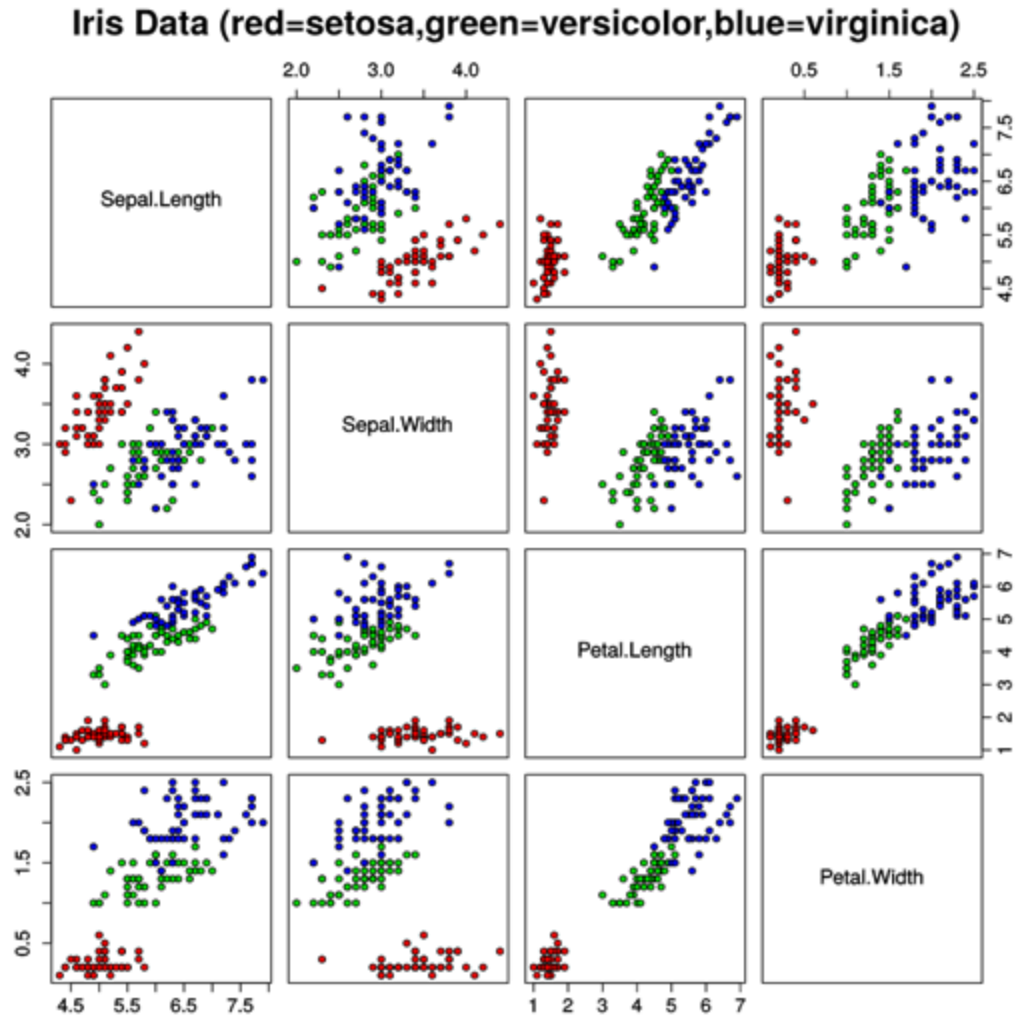 Iris Data (red=setosa,green=versicolor,blue=virginica)
2.0 3.0 4.0 0.5 1.5 2.5
Sepal.Length
4.5 5.5 6.5 7.5
2.0 3.0 4.0
Sepal.Width
Petal.Length
1 2 3 4 5 6 7
0.5 1.5 2.5
Petal.Width
4.5 5.5 6.5 7.5 1 2 3 4 5 6 7